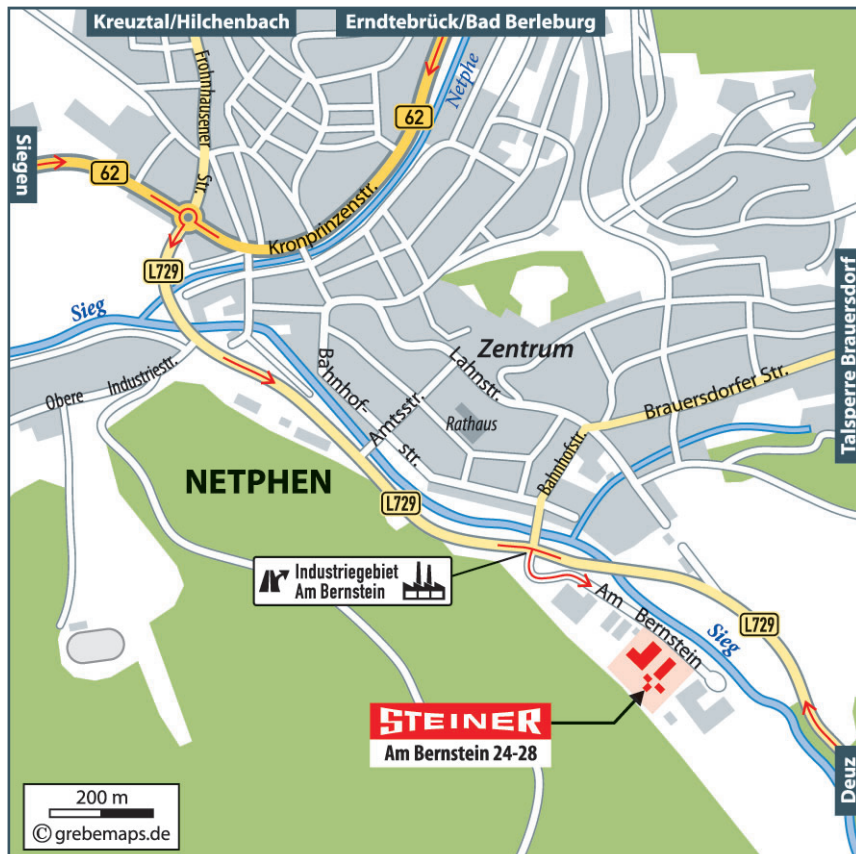 Kreuztal/Hilchenbach
Erndtebrück/Bad Berleburg
Frohnhausener
Str.
Netphe
62
Siegen
62
Kronprinzenstr.
L729
Sieg
Talsperre Brauersdorf
Zentrum
Lahnstr.
Bahnhof-
str.
Amtsstr.
Obere Industriestr.
Brauersdorfer Str.
Rathaus
Bahnhofstr.
NETPHEN
L729
Industriegebiet
Am Bernstein
Am Bernstein
Sieg
L729
STEINER
Am Bernstein 24-28
Deuz
200 m
© grebemaps.de